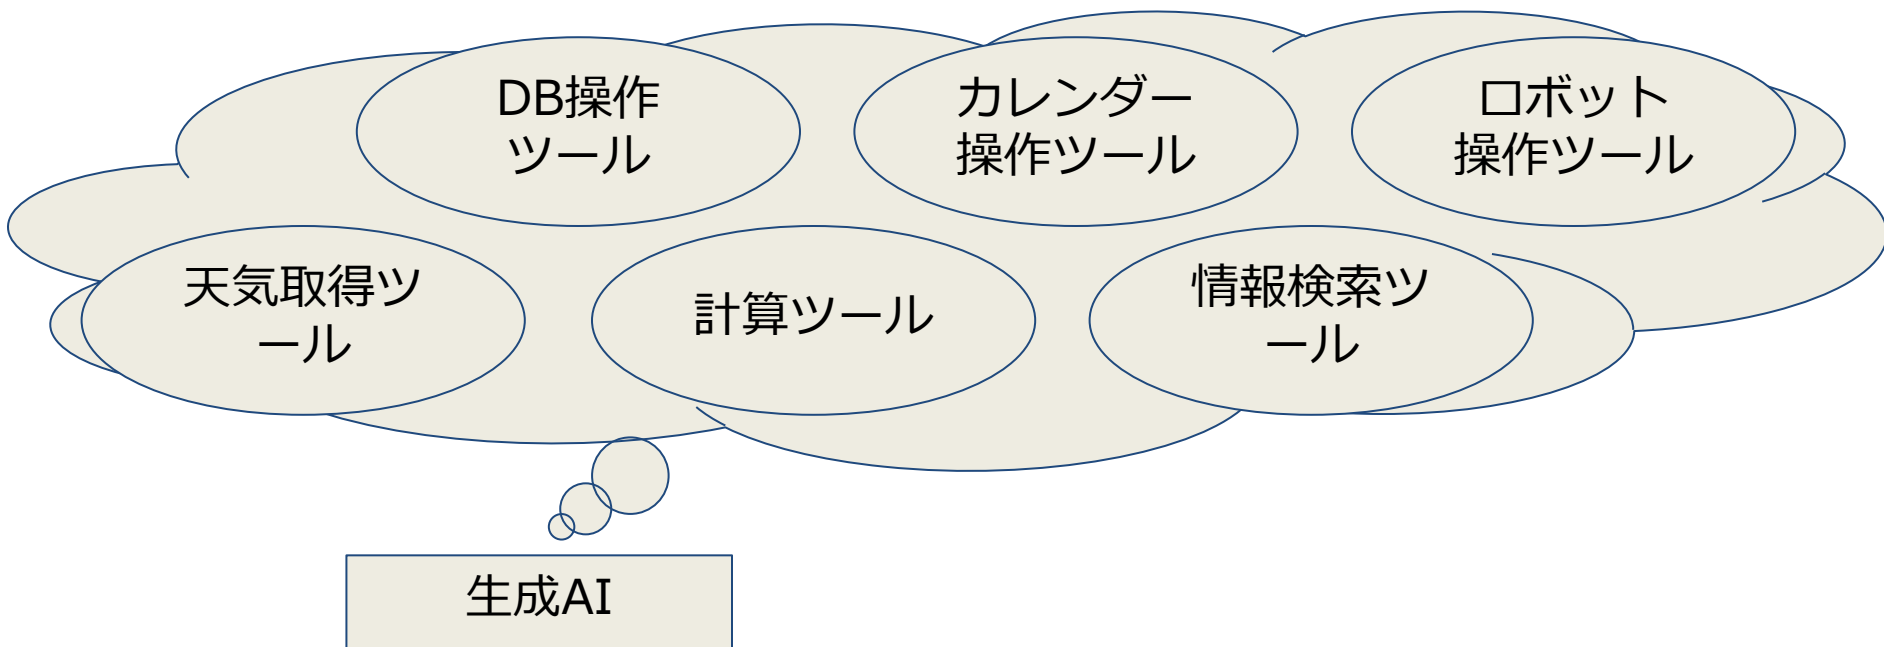 DB操作
ツール
カレンダー
操作ツール
ロボット
操作ツール
天気取得ツ
ール
計算ツール
情報検索ツ
ール
生成AI